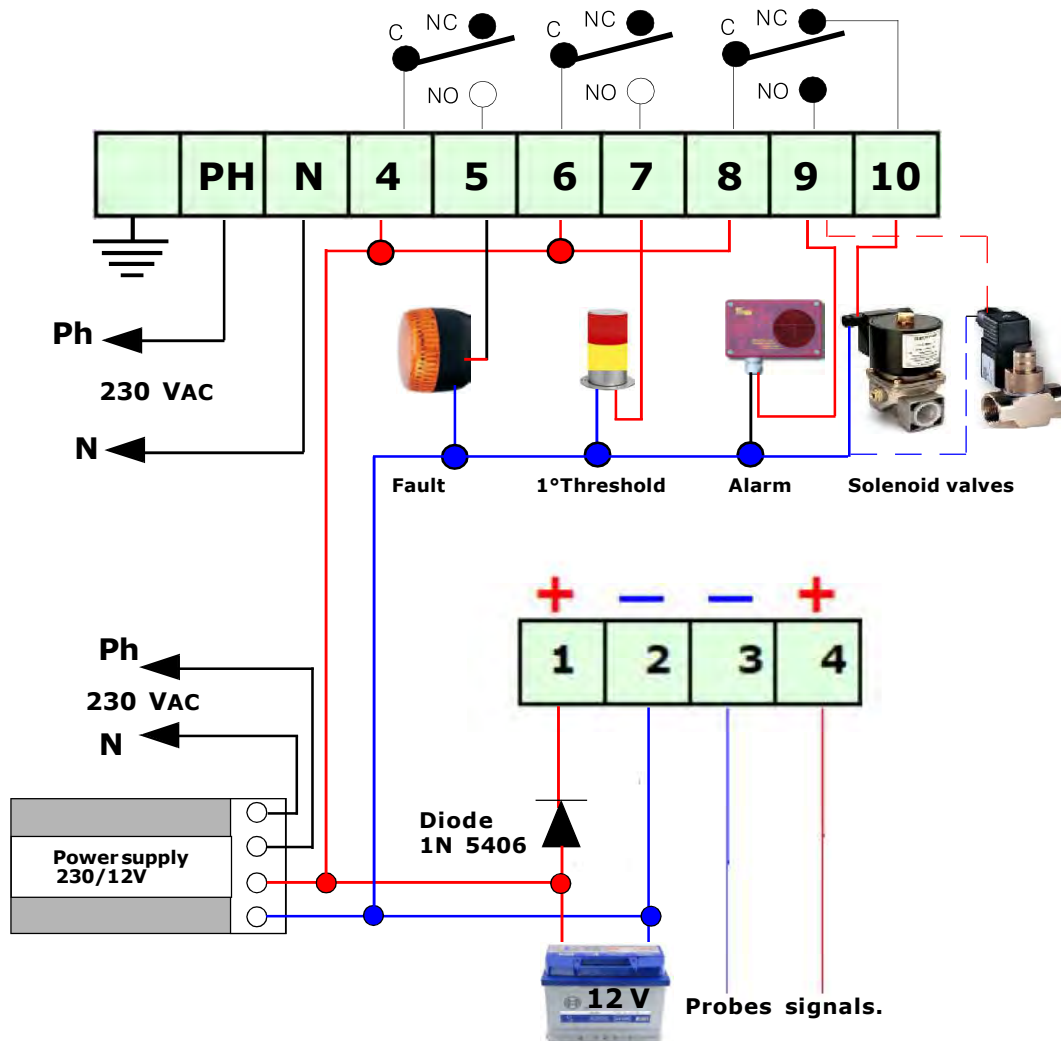 C NC C NC C NC
NO NO NO
PH N 4 5 6 7 8 9 10
Ph
230 VAC
N
Fault 1°Threshold Alarm Solenoid valves
+ — — +
1 2 3 4
Ph
230 VAC
N
Diode
1N 5406
Power supply
230/12V
12 V
Probes signals.